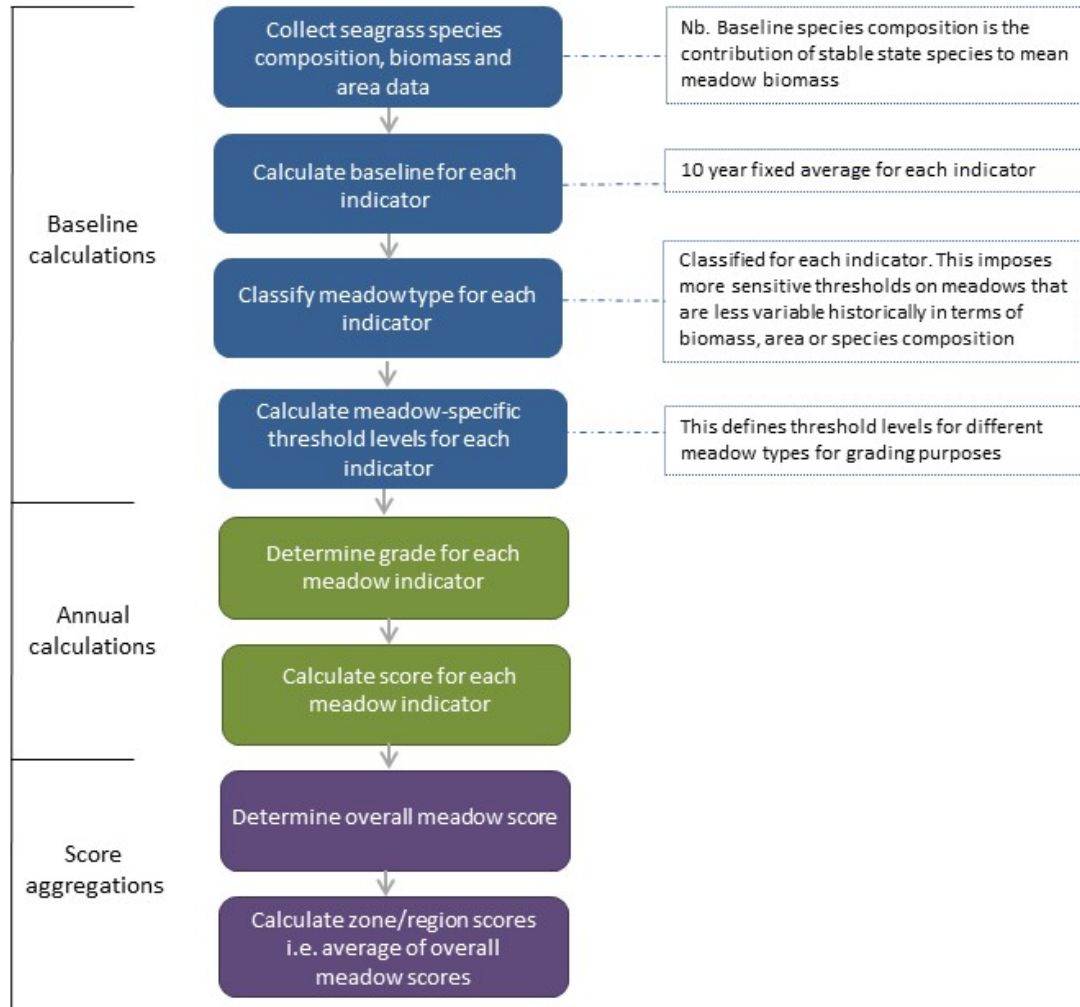 Collect seagrass species
composition, biomass and
area data
Nb. Baseline species composition is the
contribution of stable state species to mean
meadow biomass
Calculate baseline for each
indicator
10 year fixed average for each indicator
Baseline
calculations
Classify meadow type for each
indicator
Classified for each indicator. This imposes
more sensitive thresholds on meadows that
are less variable historically in terms of
biomass, area or species composition
Calculate meadow-specific
threshold levels for each
indicator
This defines threshold levels for different
meadow types for grading purposes
Annual
calculations
Determine grade for each
meadow indicator
Calculate score for each
meadow indicator
Score
aggregations
Determine overall meadow score
Calculate zone/region scores
i.e. average of overall
meadow scores